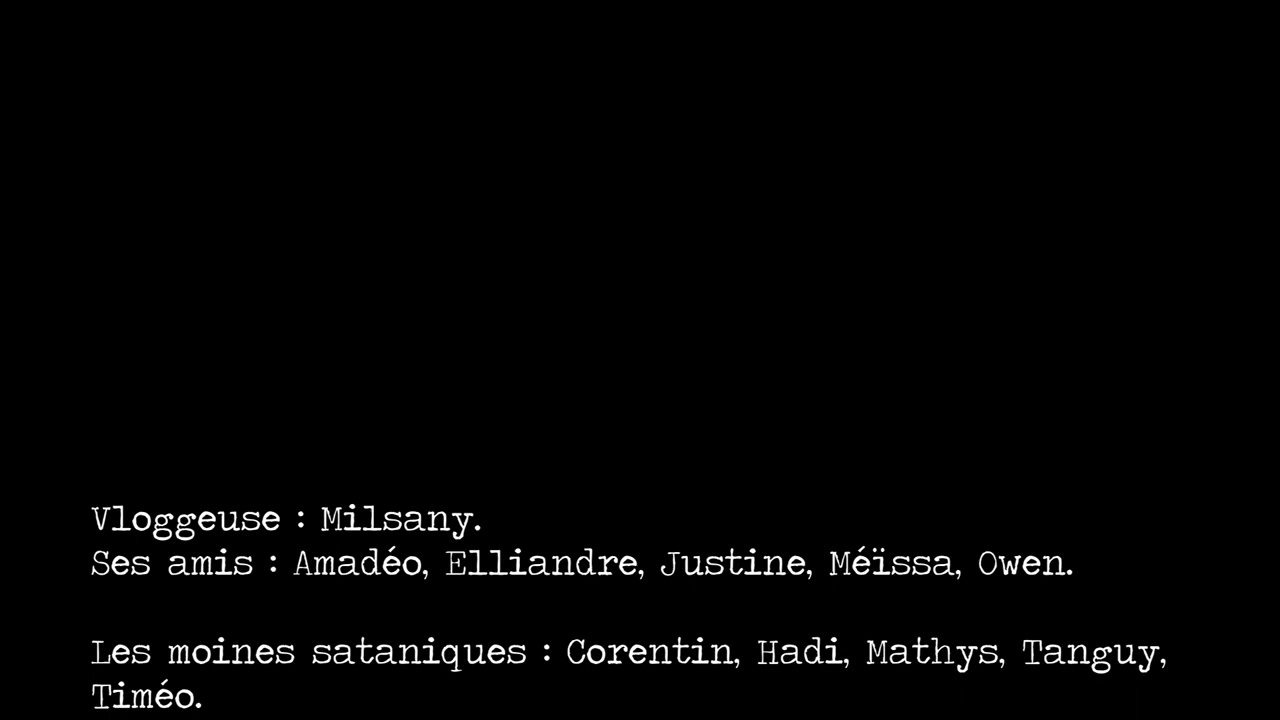 Vloggeuse : Milsany.
Ses amis : Amadéo, Elliandre, Justine, Méïssa, Owen.
Les moines sataniques : Corentin, Hadi, Mathys, Tanguy,
Timéo.